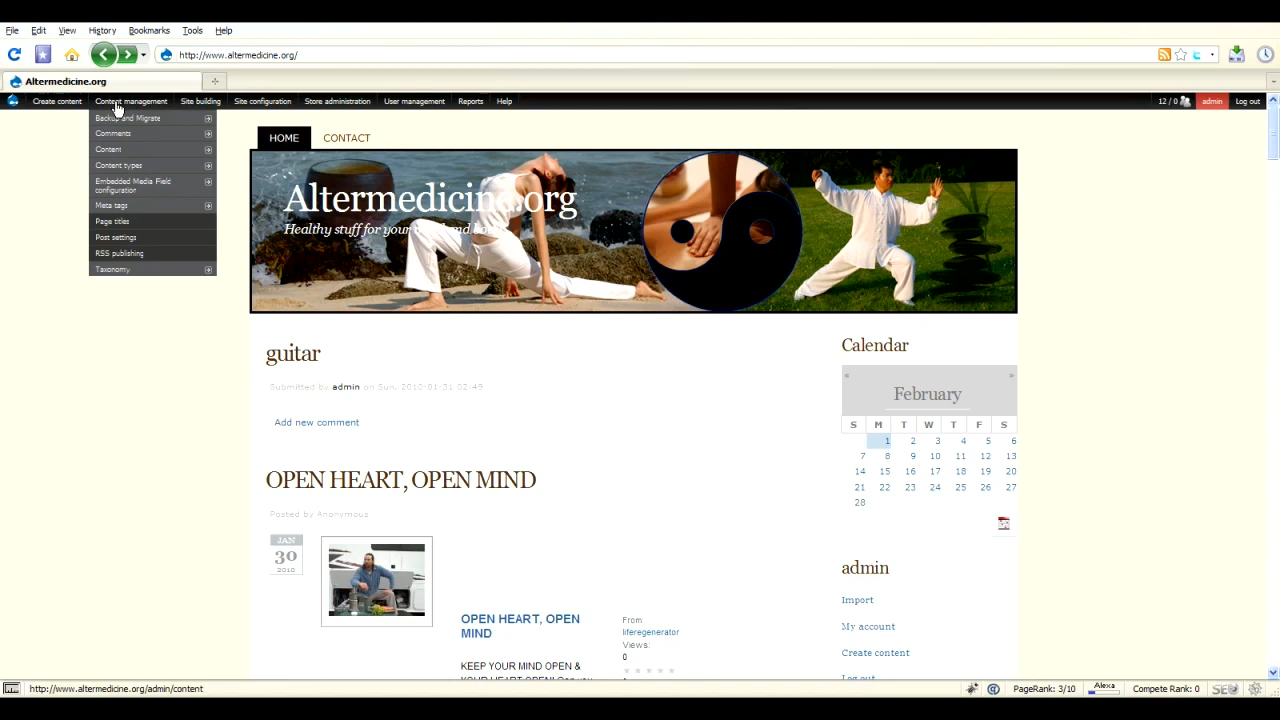 File Edit View History Bookmarks Tools Help
http://www.altermedicine.org/
Altermedicine.org
Create content Content management Site building Site configuration Store administration User management Reports Help 12 / 0 admin Log out
Backup and Migrate
Comments
Content
Content types
Embedded Media Field
configuration
Meta tags
Page titles
Post settings
RSS publishing
Taxonomy
HOME CONTACT
Altermedicine.org
Healthy stuff for your mind and body
guitar
Submitted by admin on Sun, 2010-01-31 02:49
Add new comment
OPEN HEART, OPEN MIND
Posted by Anonymous
JAN
30
2010
OPEN HEART, OPEN
MIND
KEEP YOUR MIND OPEN &
From
liferegenerator
Views:
0
Calendar
« »
February
S M T W T F S
1 2 3 4 5 6
7 8 9 10 11 12 13
14 15 16 17 18 19 20
21 22 23 24 25 26 27
28
admin
Import
My account
Create content
Log out
http://www.altermedicine.org/admin/content PageRank: 3/10 Alexa Compete Rank: 0 SEO